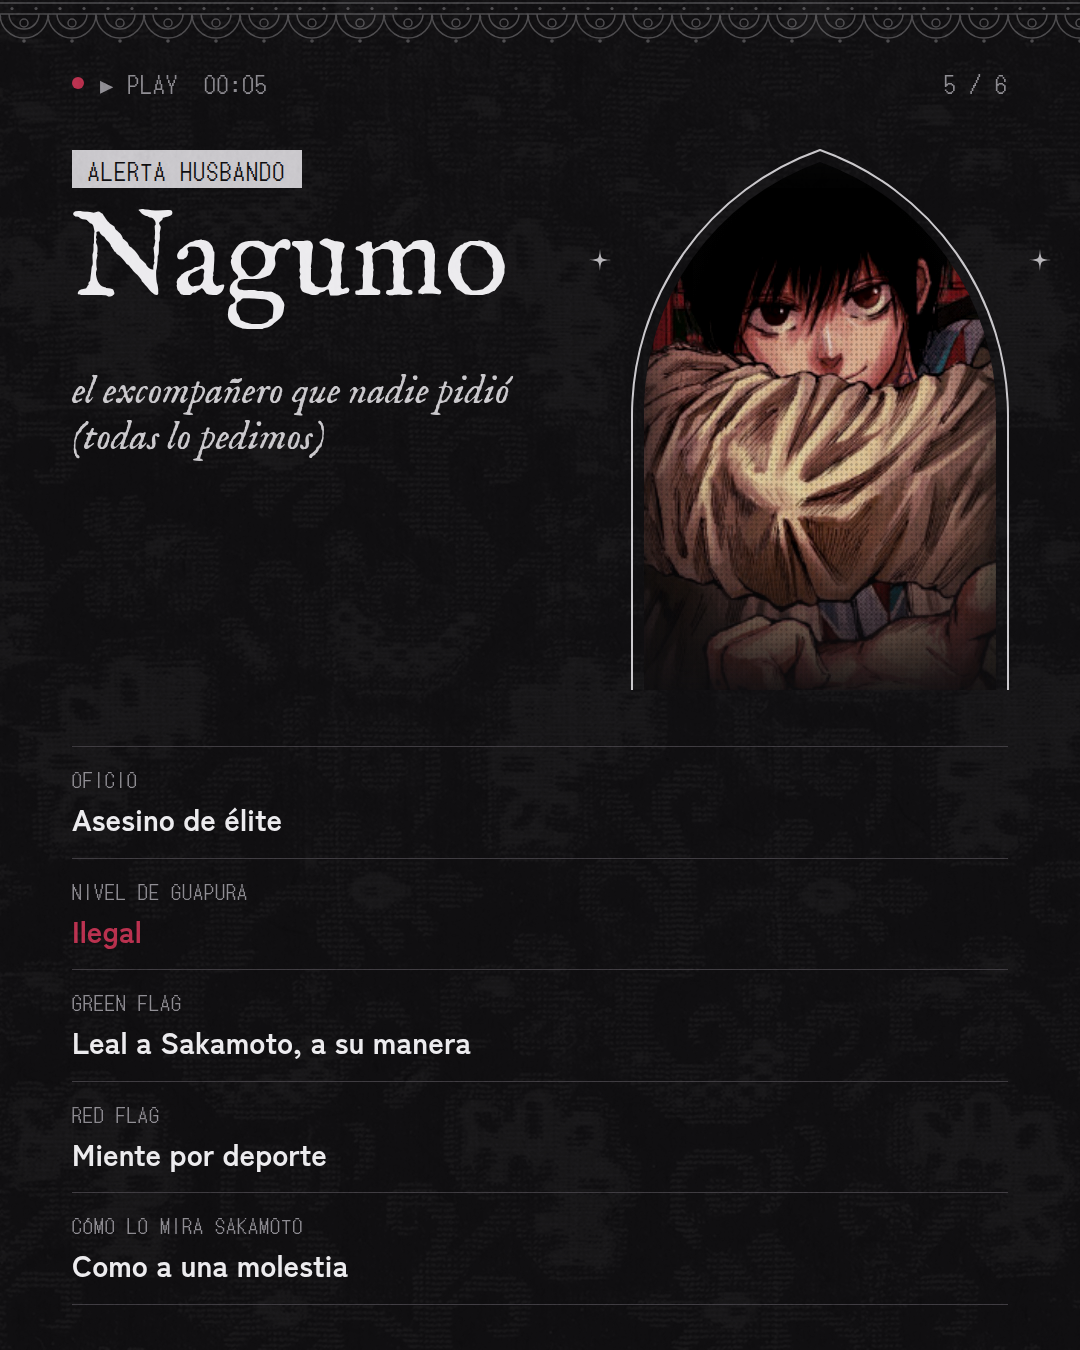 ▶ PLAY 00:05
5 / 6
ALERTA HUSBANDO
Nagumo
el excompañero que nadie pidió
(todas lo pedimos)
OFICIO
Asesino de élite
NIVEL DE GUAPURA
Ilegal
GREEN FLAG
Leal a Sakamoto, a su manera
RED FLAG
Miente por deporte
CÓMO LO MIRA SAKAMOTO
Como a una molestia